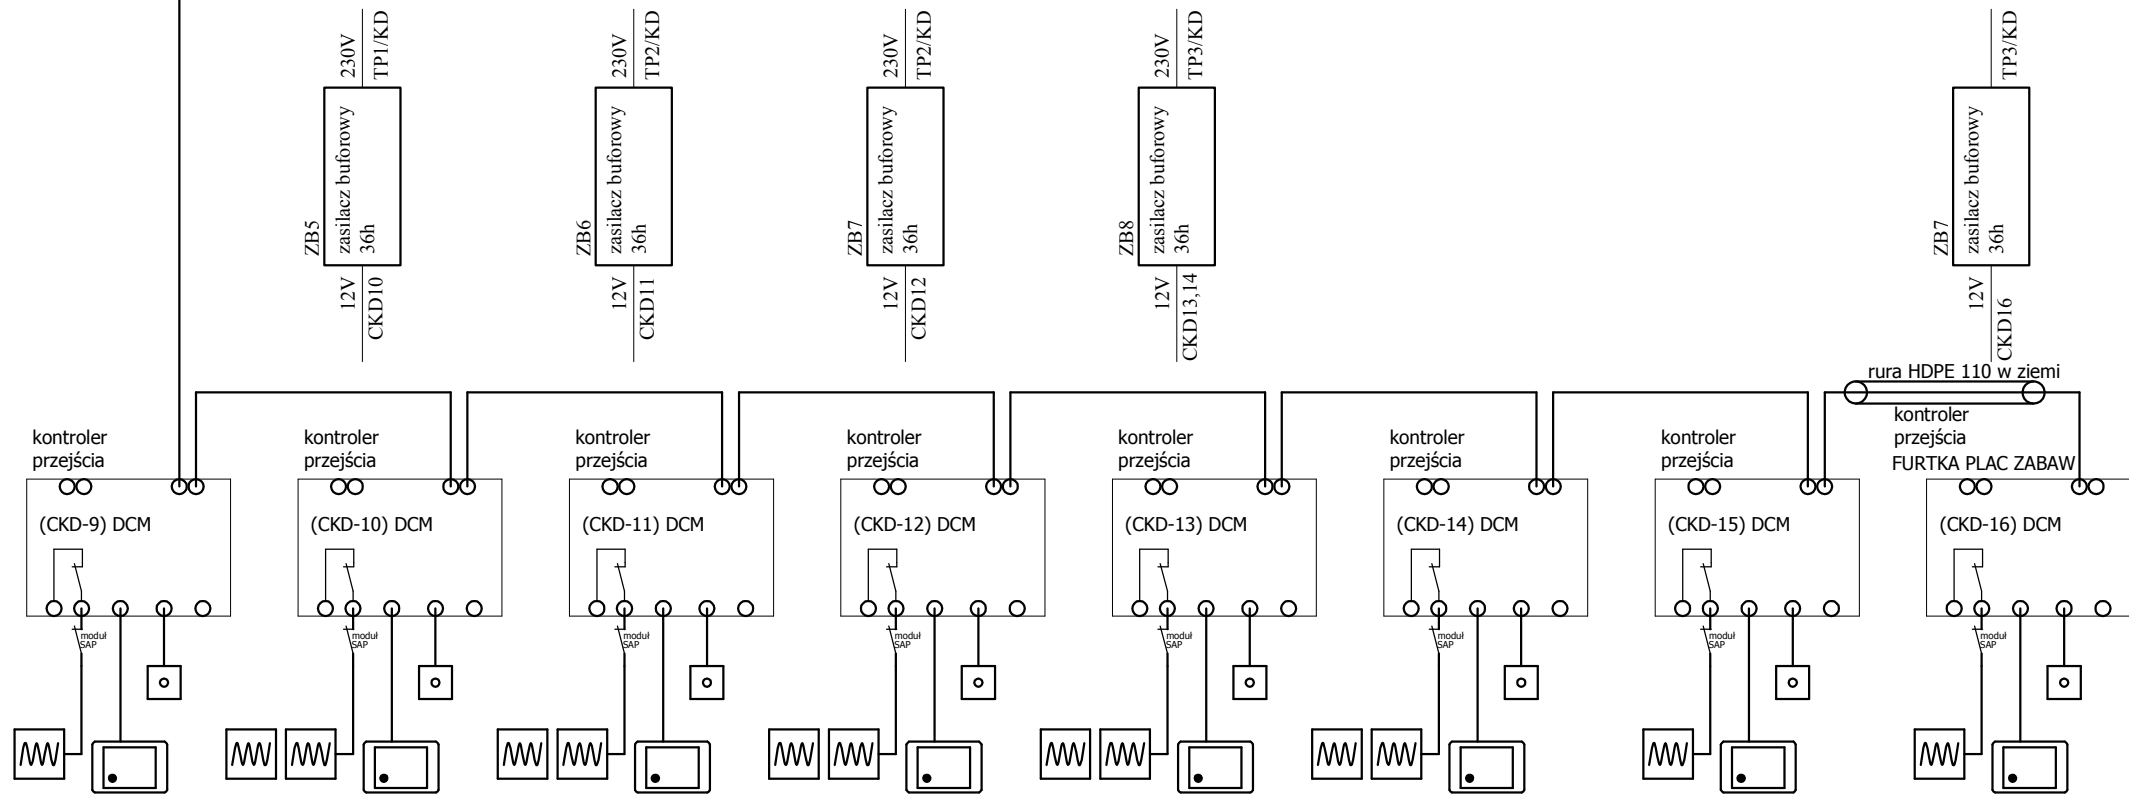 230V
TP1/KD
ZB5
zasilacz buforowy
36h
12V
CKD10
230V
TP2/KD
ZB6
zasilacz buforowy
36h
12V
CKD11
230V
TP2/KD
ZB7
zasilacz buforowy
36h
12V
CKD12
230V
TP3/KD
ZB8
zasilacz buforowy
36h
12V
CKD13,14
TP3/KD
ZB7
zasilacz buforowy
36h
12V
CKD16
rura HDPE 110 w ziemi
kontroler
przejścia
(CKD-9) DCM
moduł
SAP
kontroler
przejścia
(CKD-10) DCM
moduł
SAP
kontroler
przejścia
(CKD-11) DCM
moduł
SAP
kontroler
przejścia
(CKD-12) DCM
moduł
SAP
kontroler
przejścia
(CKD-13) DCM
moduł
SAP
kontroler
przejścia
(CKD-14) DCM
moduł
SAP
kontroler
przejścia
(CKD-15) DCM
moduł
SAP
kontroler
przejścia
FURTKA PLAC ZABAW
(CKD-16) DCM
moduł
SAP